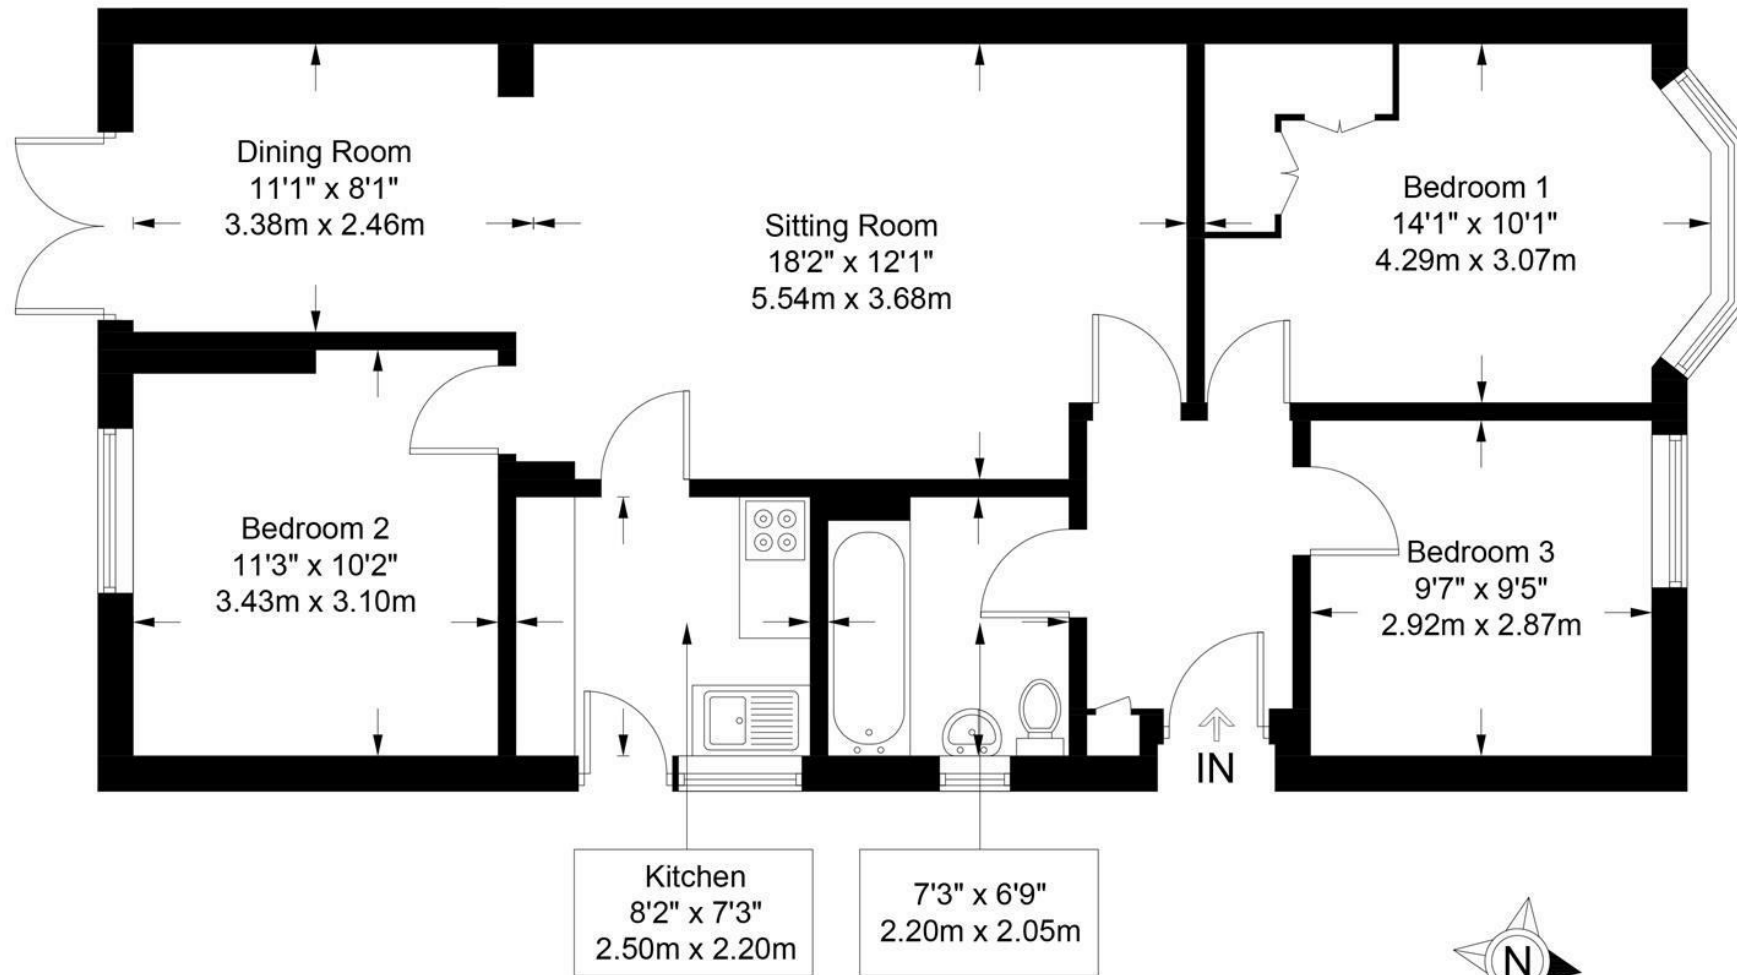 Dining Room
11'1" x 8'1"
3.38m x 2.46m
Sitting Room
18'2" x 12'1"
5.54m x 3.68m
Bedroom 1
14'1" x 10'1"
4.29m x 3.07m
Bedroom 2
11'3" x 10'2"
3.43m x 3.10m
Bedroom 3
9'7" x 9'5"
2.92m x 2.87m
IN
Kitchen
8'2" x 7'3"
2.50m x 2.20m
7'3" x 6'9"
2.20m x 2.05m
N